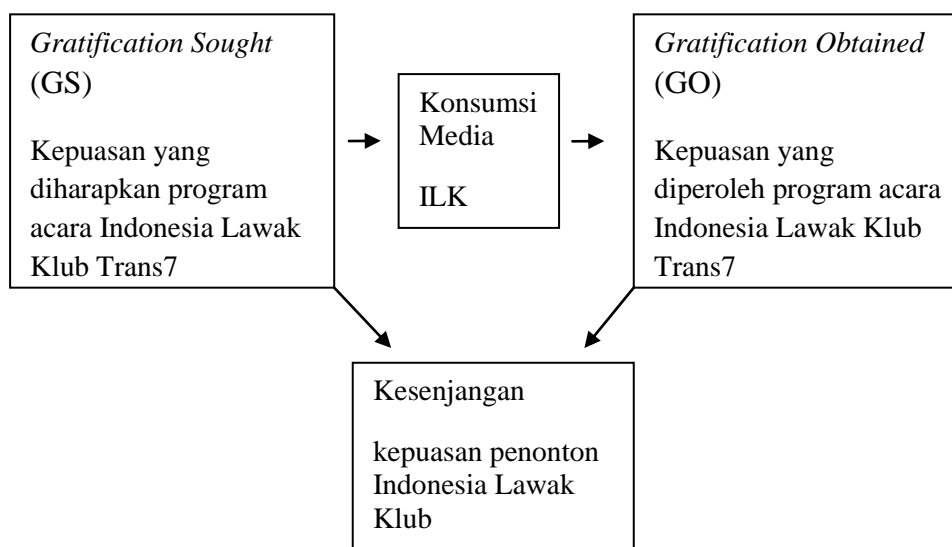 Gratification Sought
(GS)
Kepuasan yang
diharapkan program
acara Indonesia Lawak
Klub Trans7
Konsumsi
Media
ILK
Gratification Obtained
(GO)
Kepuasan yang
diperoleh program acara
Indonesia Lawak Klub
Trans7
Kesenjangan
kepuasan penonton
Indonesia Lawak
Klub